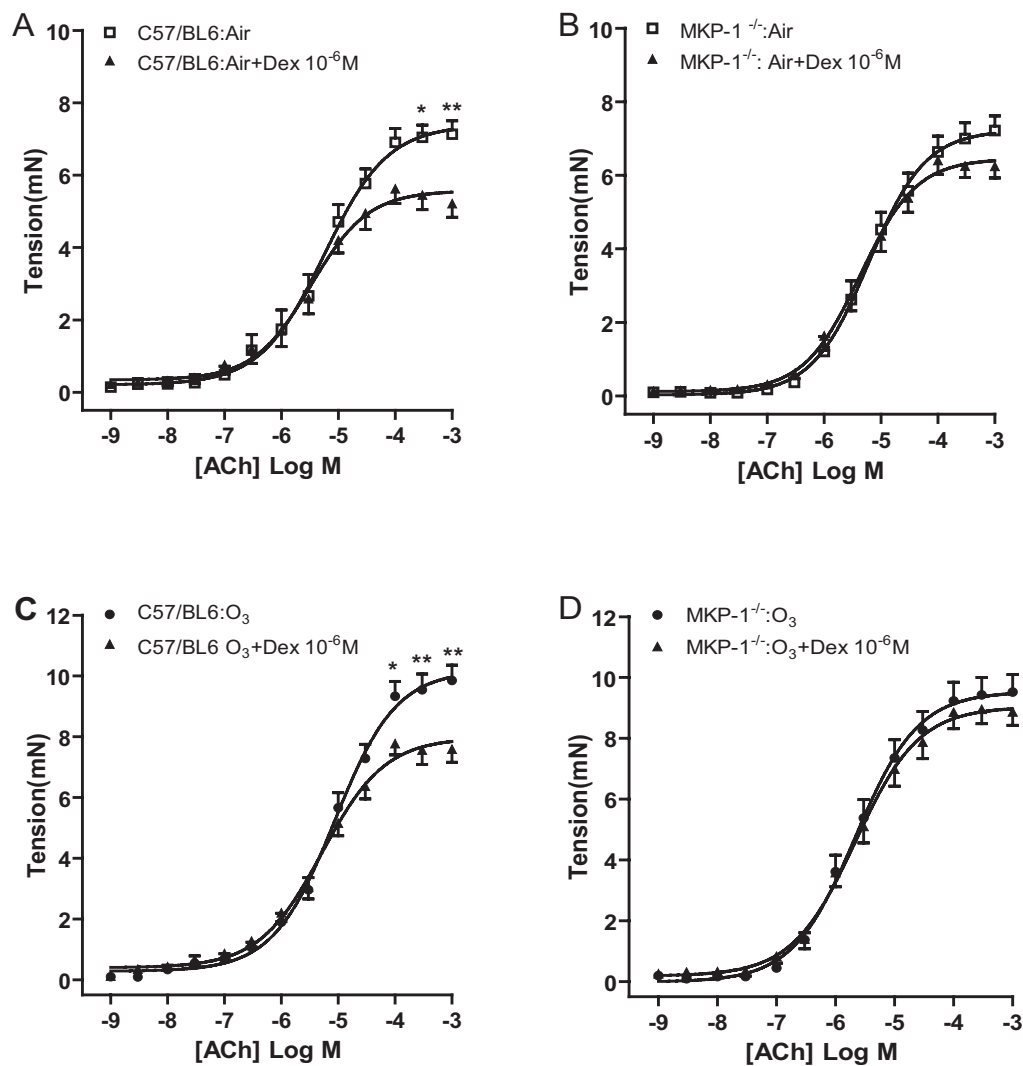 A
C57/BL6:Air
C57/BL6:Air+Dex 10⁻⁶M
10
8
6
4
2
0
Tension(mN)
* **
-9 -8 -7 -6 -5 -4 -3
[ACh] Log M
B
MKP-1 ⁻/⁻:Air
MKP-1⁻/⁻: Air+Dex 10⁻⁶M
10
8
6
4
2
0
Tension(mN)
-9 -8 -7 -6 -5 -4 -3
[ACh] Log M
C
C57/BL6:O₃
C57/BL6 O₃+Dex 10⁻⁶M
12
10
8
6
4
2
0
Tension(mN)
* ** **
-9 -8 -7 -6 -5 -4 -3
[ACh] Log M
D
MKP-1⁻/⁻:O₃
MKP-1⁻/⁻:O₃+Dex 10⁻⁶M
12
10
8
6
4
2
0
Tension(mN)
-9 -8 -7 -6 -5 -4 -3
[ACh] Log M